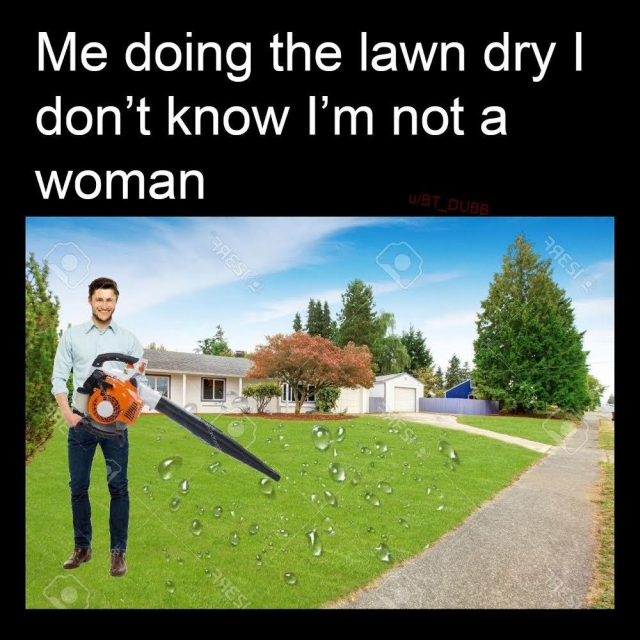 Me doing the lawn dry I
don’t know I’m not a
woman
u/BT_DUBB